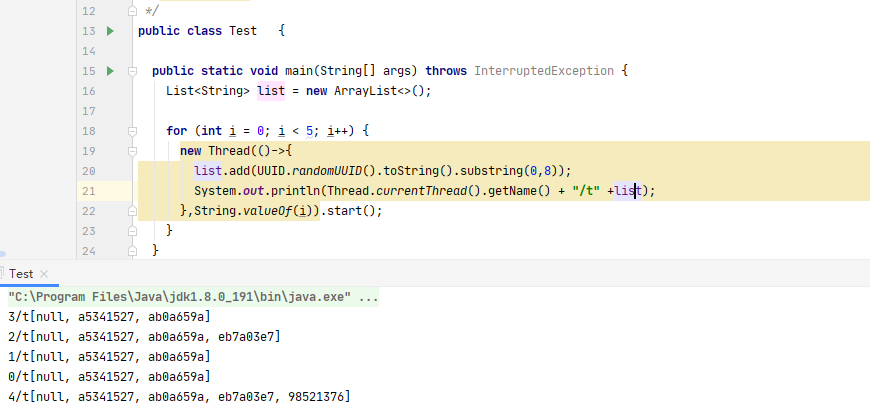 12 */
13 public class Test {
14
15 public static void main(String[] args) throws InterruptedException {
16 List<String> list = new ArrayList<>();
17
18 for (int i = 0; i < 5; i++) {
19 new Thread(()->{
20 list.add(UUID.randomUUID().toString().substring(0,8));
21 System.out.println(Thread.currentThread().getName() + "/t" +list);
22 },String.valueOf(i)).start();
23 }
24 }
Test ×
"C:\Program Files\Java\jdk1.8.0_191\bin\java.exe" ...
3/t[null, a5341527, ab0a659a]
2/t[null, a5341527, ab0a659a, eb7a03e7]
1/t[null, a5341527, ab0a659a]
0/t[null, a5341527, ab0a659a]
4/t[null, a5341527, ab0a659a, eb7a03e7, 98521376]